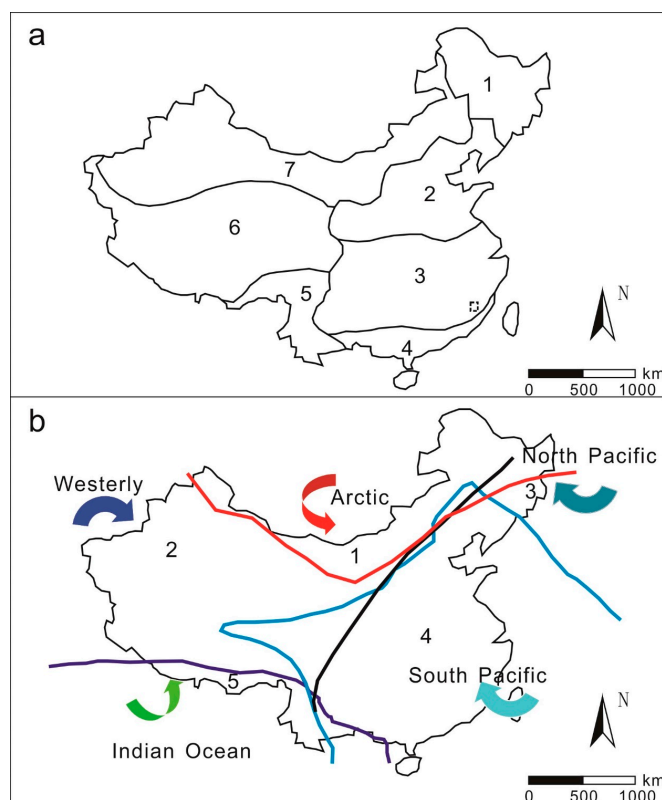 a
1
7
2
6
3
5
4
N
km
0 500 1000
b
North Pacific
Westerly
Arctic
3
2
1
4
South Pacific
5
N
Indian Ocean
km
0 500 1000